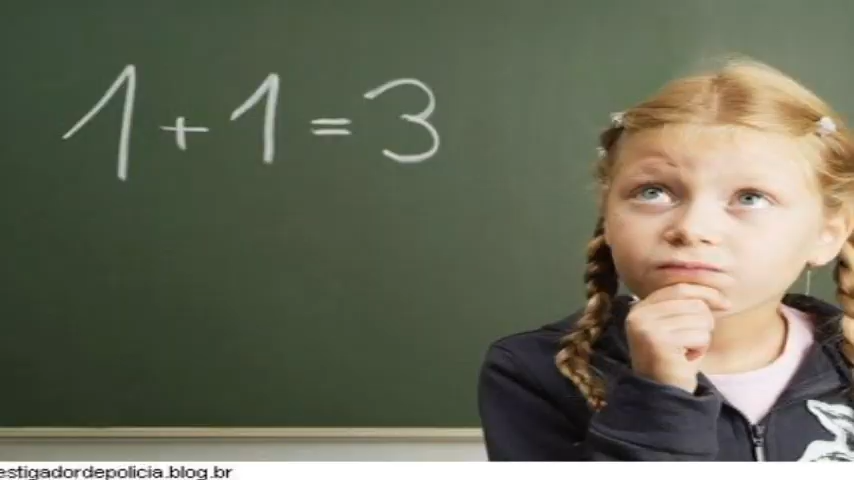 1 + 1 = 3
estigadordepolicia.blog.br